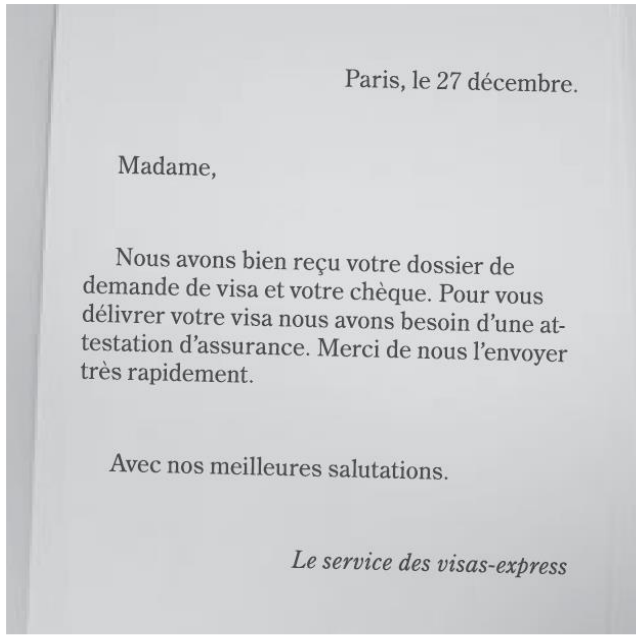 Paris, le 27 décembre.
Madame,
Nous avons bien reçu votre dossier de
demande de visa et votre chèque. Pour vous
délivrer votre visa nous avons besoin d'une at-
testation d'assurance. Merci de nous l'envoyer
très rapidement.
Avec nos meilleures salutations.
Le service des visas-express